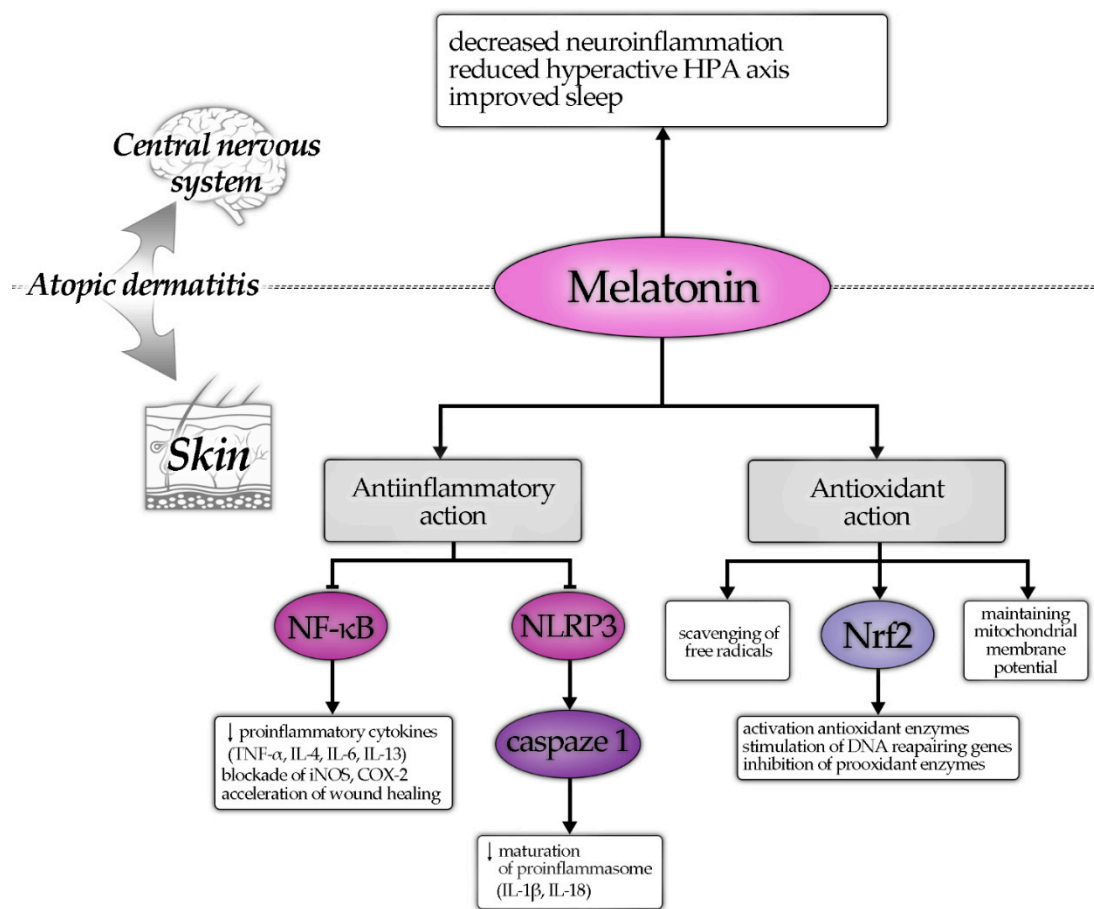 decreased neuroinflammation
reduced hyperactive HPA axis
improved sleep
Central nervous
system
Atopic dermatitis
Melatonin
Skin
Antiinflammatory
action
Antioxidant
action
NF-κB
NLRP3
scavenging of
free radicals
Nrf2
maintaining
mitochondrial
membrane
potential
↓ proinflammatory cytokines
(TNF-α, IL-4, IL-6, IL-13)
blockade of iNOS, COX-2
acceleration of wound healing
caspaze 1
activation antioxidant enzymes
stimulation of DNA reapairing genes
inhibition of prooxidant enzymes
↓ maturation
of proinflammasome
(IL-1β, IL-18)